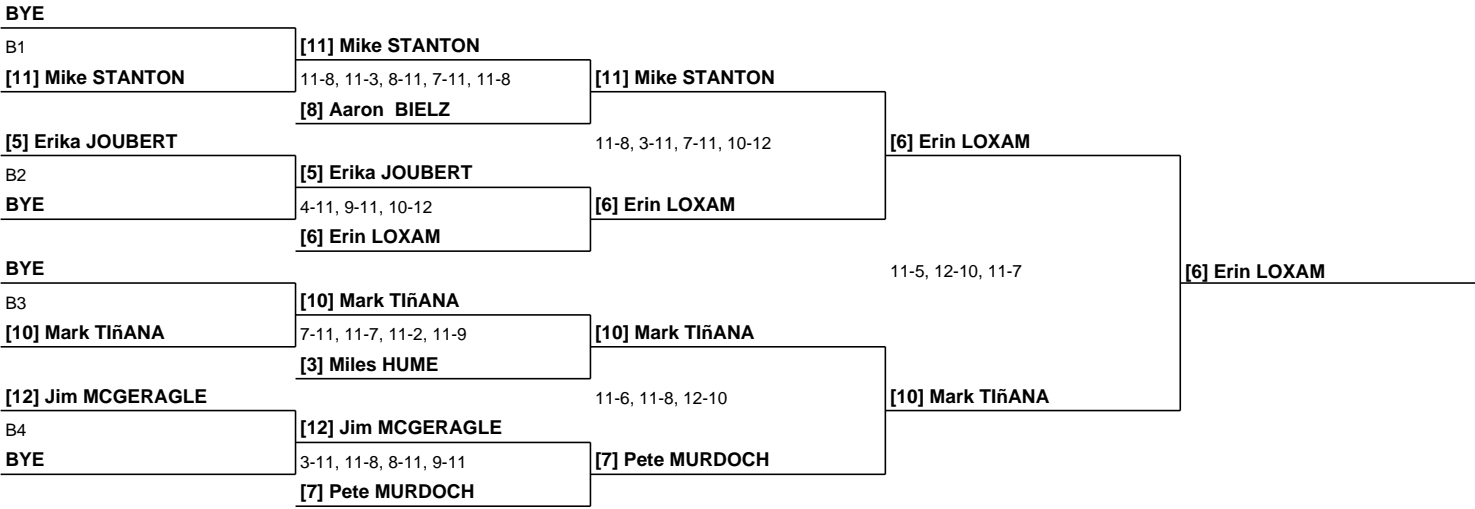 BYE
B1
[11] Mike STANTON
[11] Mike STANTON
11-8, 11-3, 8-11, 7-11, 11-8
[11] Mike STANTON
[8] Aaron  BIELZ
[5] Erika JOUBERT
11-8, 3-11, 7-11, 10-12
[6] Erin LOXAM
B2
[5] Erika JOUBERT
BYE
4-11, 9-11, 10-12
[6] Erin LOXAM
[6] Erin LOXAM
BYE
11-5, 12-10, 11-7
[6] Erin LOXAM
B3
[10] Mark TIñANA
[10] Mark TIñANA
7-11, 11-7, 11-2, 11-9
[10] Mark TIñANA
[3] Miles HUME
[12] Jim MCGERAGLE
11-6, 11-8, 12-10
[10] Mark TIñANA
B4
[12] Jim MCGERAGLE
BYE
3-11, 11-8, 8-11, 9-11
[7] Pete MURDOCH
[7] Pete MURDOCH